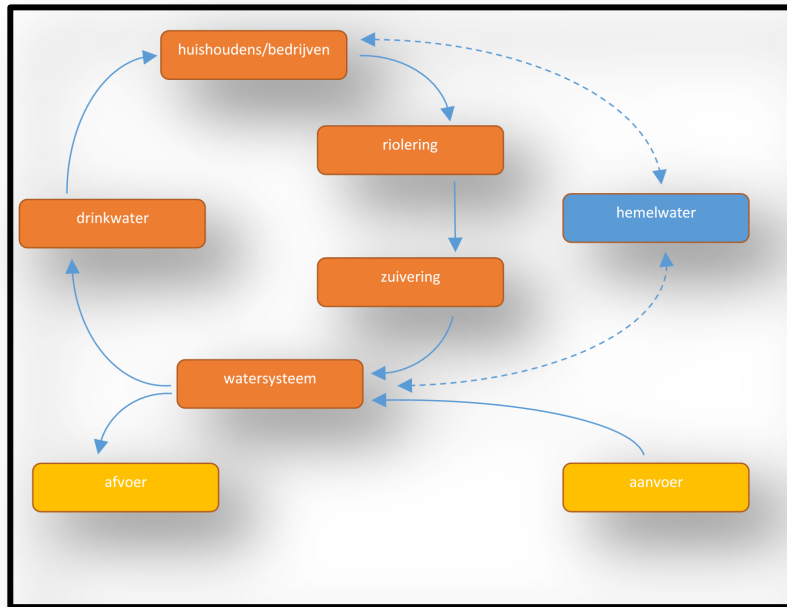 huishoudens/bedrijven
riolering
drinkwater
hemelwater
zuivering
watersysteem
afvoer
aanvoer